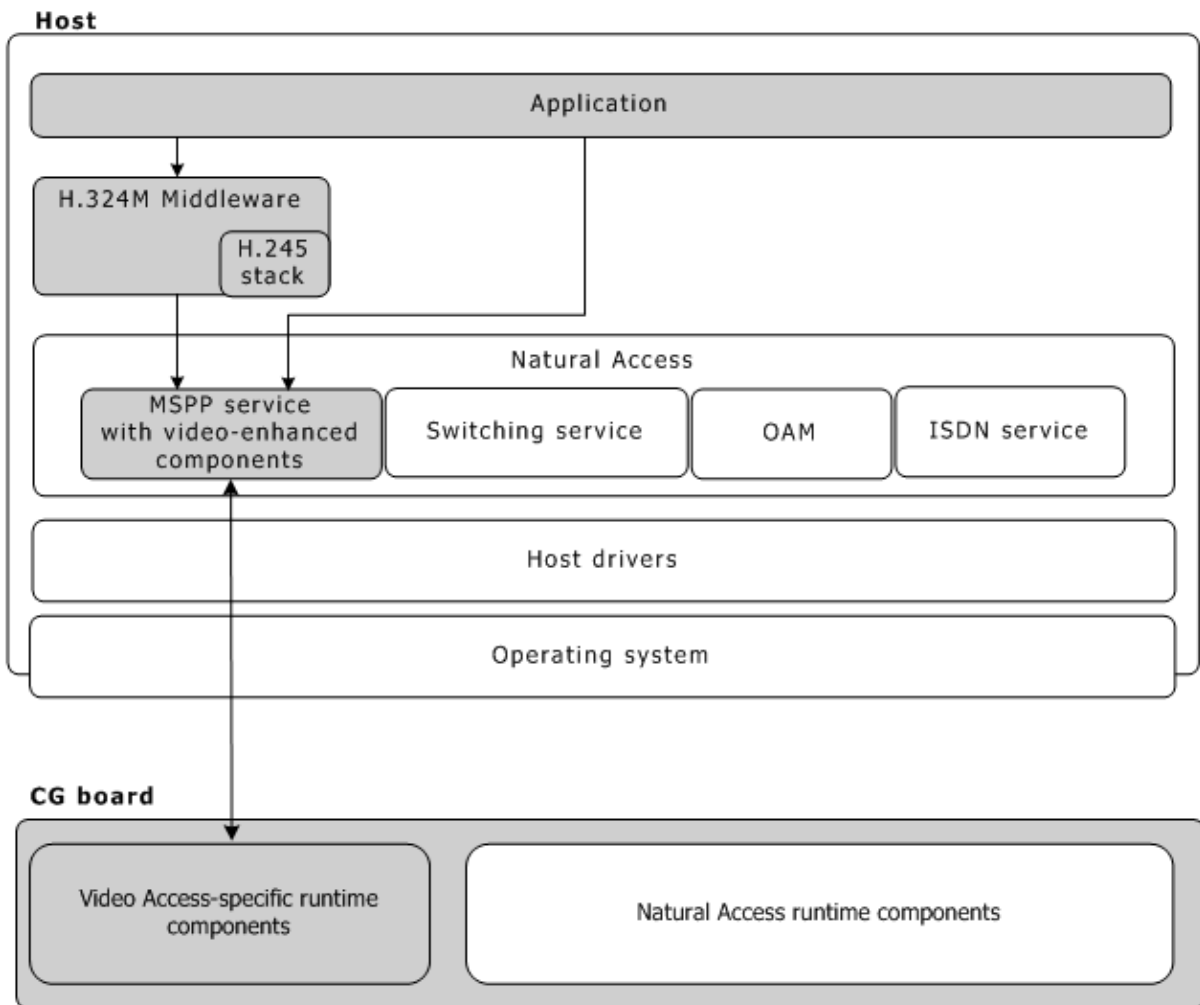 Host
Application
H.324M Middleware
H.245
stack
Natural Access
MSPP service
with video-enhanced
components
Switching service
OAM
ISDN service
Host drivers
Operating system
CG board
Video Access-specific runtime
components
Natural Access runtime components